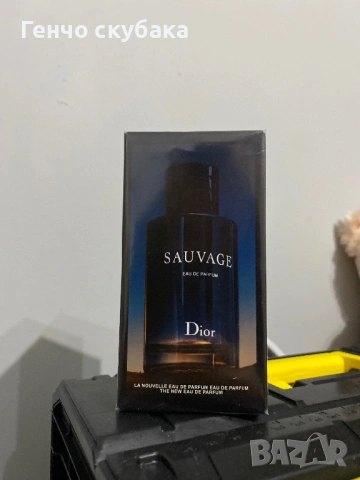 Генчо скубака
SAUVAGE
EAU DE PARFUM
Dior
LA NOUVELLE EAU DE PARFUM EAU DE PARFUM
THE NEW EAU DE PARFUM
BAZAR